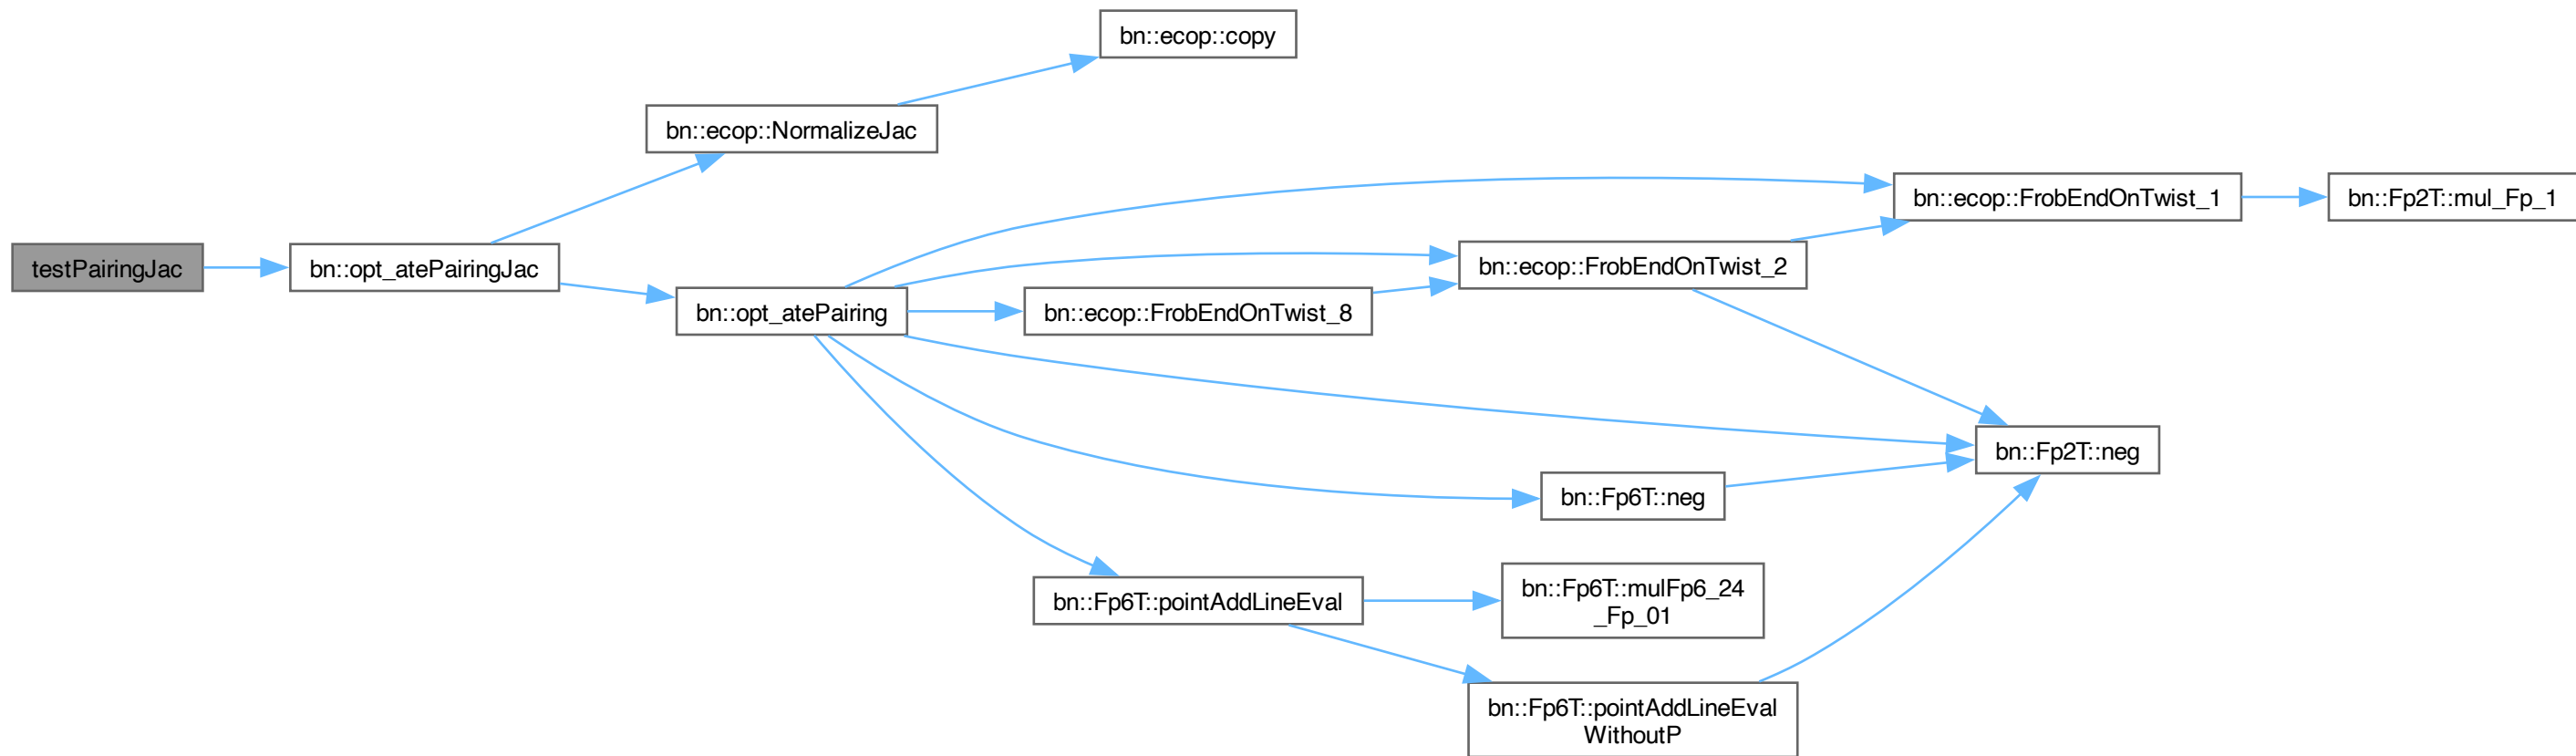 bn::ecop::copy
bn::ecop::NormalizeJac
bn::ecop::FrobEndOnTwist_1
bn::Fp2T::mul_Fp_1
testPairingJac
bn::opt_atePairingJac
bn::ecop::FrobEndOnTwist_2
bn::opt_atePairing
bn::ecop::FrobEndOnTwist_8
bn::Fp2T::neg
bn::Fp6T::neg
bn::Fp6T::pointAddLineEval
bn::Fp6T::mulFp6_24
_Fp_01
bn::Fp6T::pointAddLineEval
WithoutP